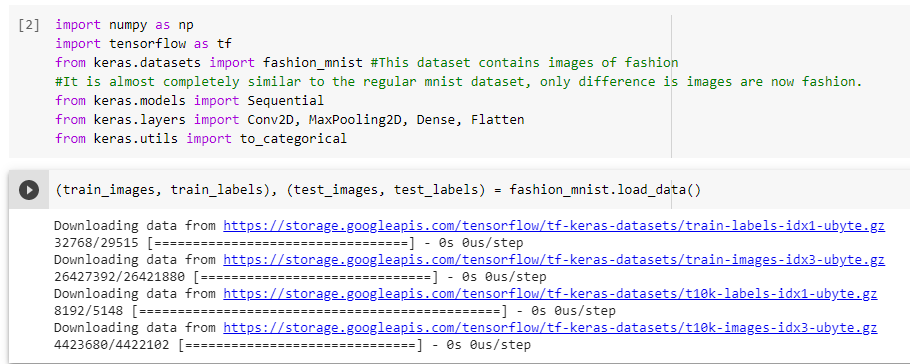 [2] import numpy as np
import tensorflow as tf
from keras.datasets import fashion_mnist #This dataset contains images of fashion
#It is almost completely similar to the regular mnist dataset, only difference is images are now fashion.
from keras.models import Sequential
from keras.layers import Conv2D, MaxPooling2D, Dense, Flatten
from keras.utils import to_categorical
(train_images, train_labels), (test_images, test_labels) = fashion_mnist.load_data()
Downloading data from https://storage.googleapis.com/tensorflow/tf-keras-datasets/train-labels-idx1-ubyte.gz
32768/29515 [=================================] - 0s 0us/step
Downloading data from https://storage.googleapis.com/tensorflow/tf-keras-datasets/train-images-idx3-ubyte.gz
26427392/26421880 [==============================] - 0s 0us/step
Downloading data from https://storage.googleapis.com/tensorflow/tf-keras-datasets/t10k-labels-idx1-ubyte.gz
8192/5148 [===============================================] - 0s 0us/step
Downloading data from https://storage.googleapis.com/tensorflow/tf-keras-datasets/t10k-images-idx3-ubyte.gz
4423680/4422102 [==============================] - 0s 0us/step